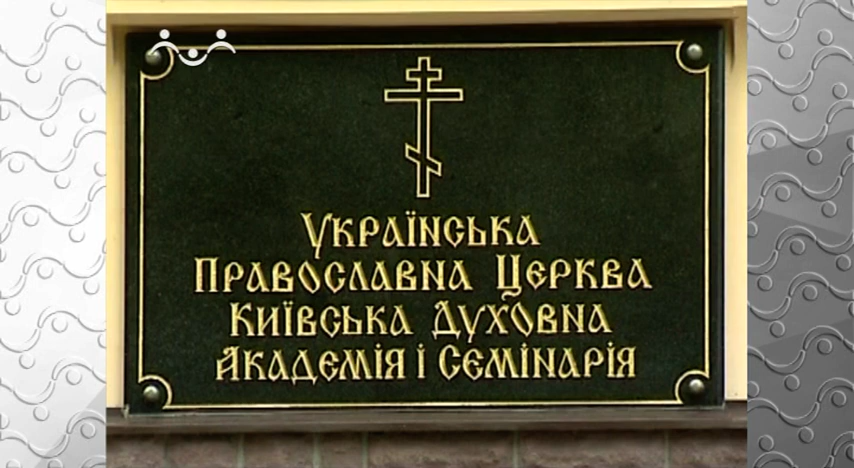 Українська
Православна Церква
Київська Духовна
Академія і Семінарія